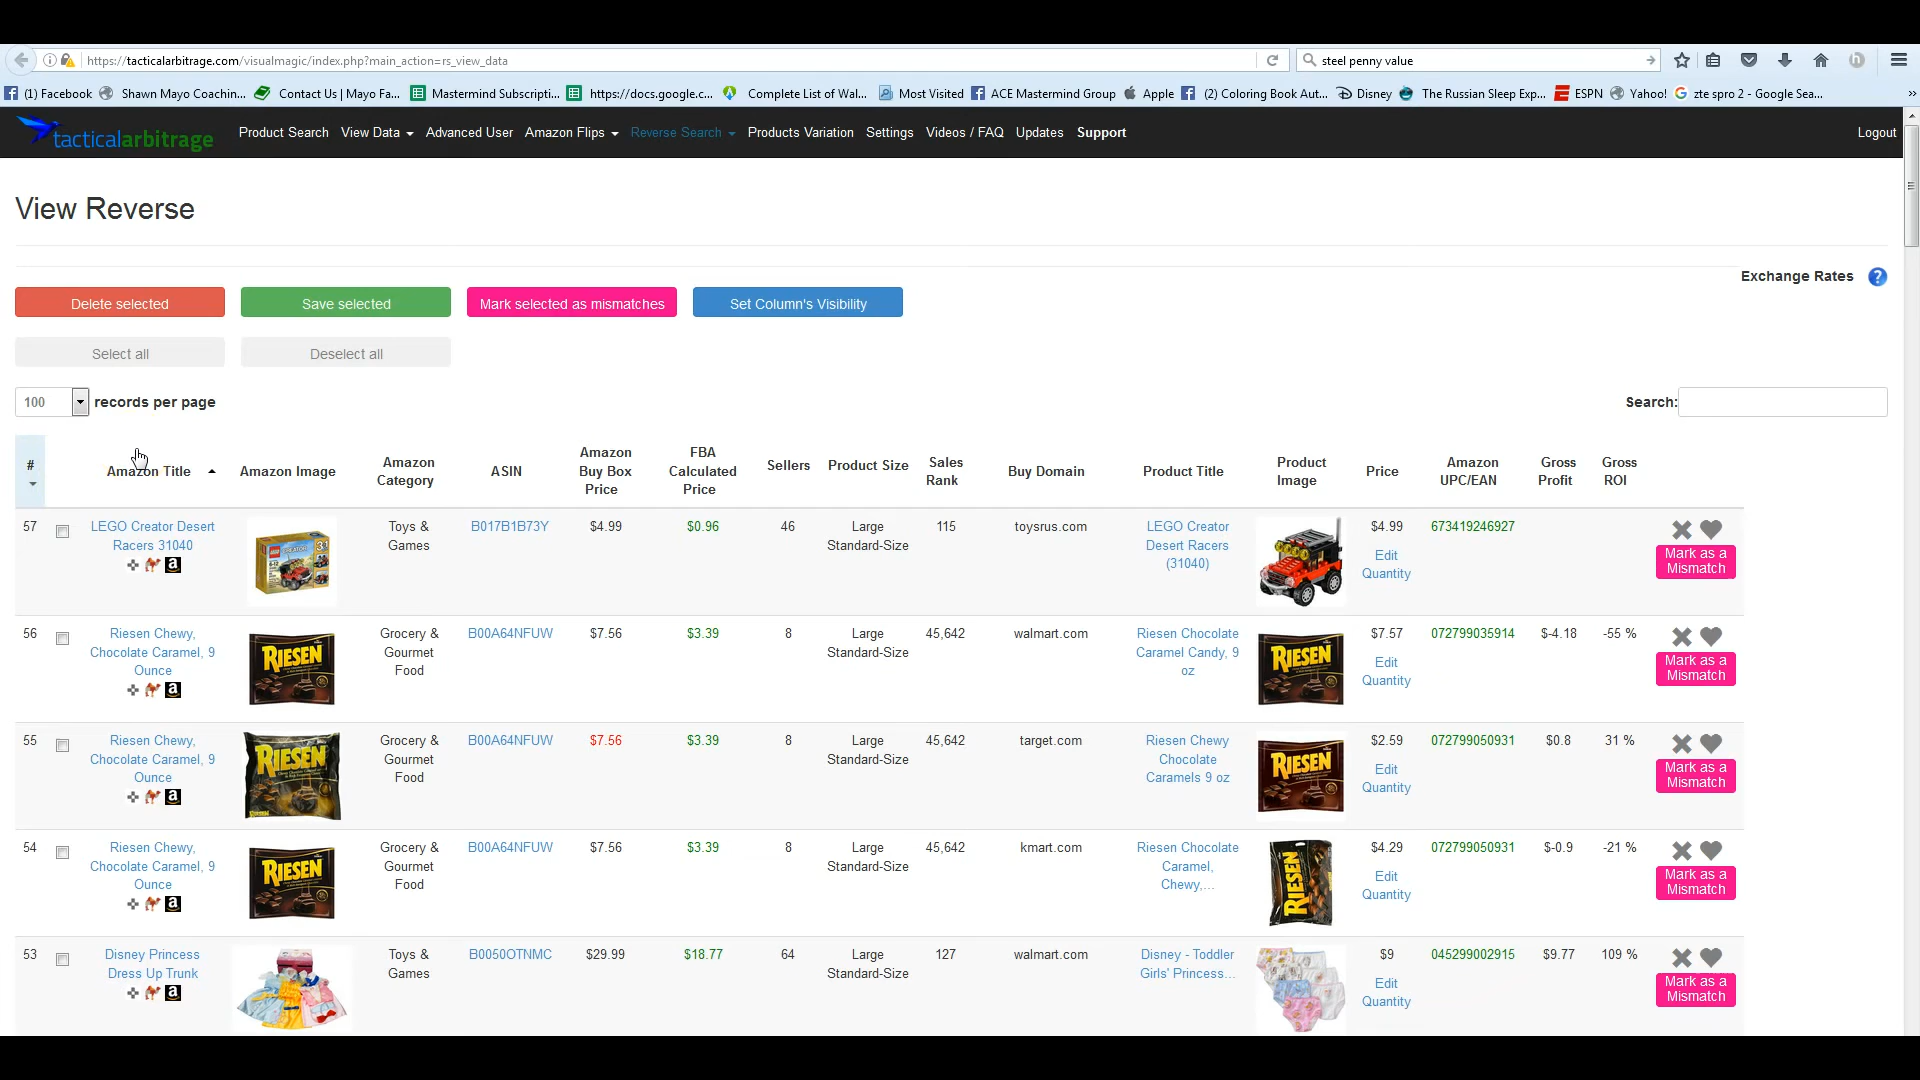 https://tacticalarbitrage.com/visualmagic/index.php?main_action=rs_view_data
steel penny value
(1) Facebook Shawn Mayo Coachin... Contact Us | Mayo Fa... Mastermind Subscripti... https://docs.google.c... Complete List of Wal... Most Visited ACE Mastermind Group Apple (2) Coloring Book Aut... Disney The Russian Sleep Exp... ESPN Yahoo! zte spro 2 - Google Sea...
tacticalarbitrage Product Search View Data Advanced User Amazon Flips Reverse Search Products Variation Settings Videos / FAQ Updates Support Logout
View Reverse
Exchange Rates ?
Delete selected Save selected Mark selected as mismatches Set Column's Visibility
Select all Deselect all
100 records per page Search:
# Amazon Title Amazon Image Amazon Category ASIN Amazon Buy Box Price FBA Calculated Price Sellers Product Size Sales Rank Buy Domain Product Title Product Image Price Amazon UPC/EAN Gross Profit Gross ROI
57 LEGO Creator Desert B017B1B73Y $4.99 $0.96 46 115 toysrus.com $4.99 673419246927
Racers 31040
Toys &
Games
Large
Standard-Size
LEGO Creator
Desert Racers
(31040)
Edit
Quantity
Mark as a
Mismatch
56 Riesen Chewy, B00A64NFUW $7.56 $3.39 8 45,642 walmart.com $7.57 072799035914 $-4.18 -55 %
Chocolate Caramel, 9
Ounce
Grocery &
Gourmet
Food
RIESEN
Large
Standard-Size
Riesen Chocolate
Caramel Candy, 9
oz
RIESEN
Edit
Quantity
Mark as a
Mismatch
55 Riesen Chewy, B00A64NFUW $7.56 $3.39 8 45,642 target.com $2.59 072799050931 $0.8 31 %
Chocolate Caramel, 9
Ounce
Grocery &
Gourmet
Food
RIESEN
Large
Standard-Size
Riesen Chewy
Chocolate
Caramels 9 oz
RIESEN
Edit
Quantity
Mark as a
Mismatch
54 Riesen Chewy, B00A64NFUW $7.56 $3.39 8 45,642 kmart.com $4.29 072799050931 $-0.9 -21 %
Chocolate Caramel, 9
Ounce
Grocery &
Gourmet
Food
RIESEN
Large
Standard-Size
Riesen Chocolate
Caramel,
Chewy,...
RIESEN
Edit
Quantity
Mark as a
Mismatch
53 Disney Princess B0050OTNMC $29.99 $18.77 64 127 walmart.com $9 045299002915 $9.77 109 %
Dress Up Trunk
Toys &
Games
Large
Standard-Size
Disney - Toddler
Girls' Princess...
Edit
Quantity
Mark as a
Mismatch